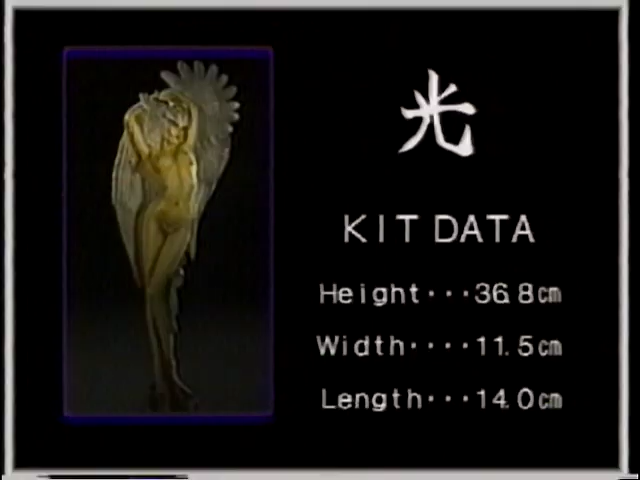 光
KIT DATA
Height···36.8cm
Width····11.5cm
Length···14.0cm